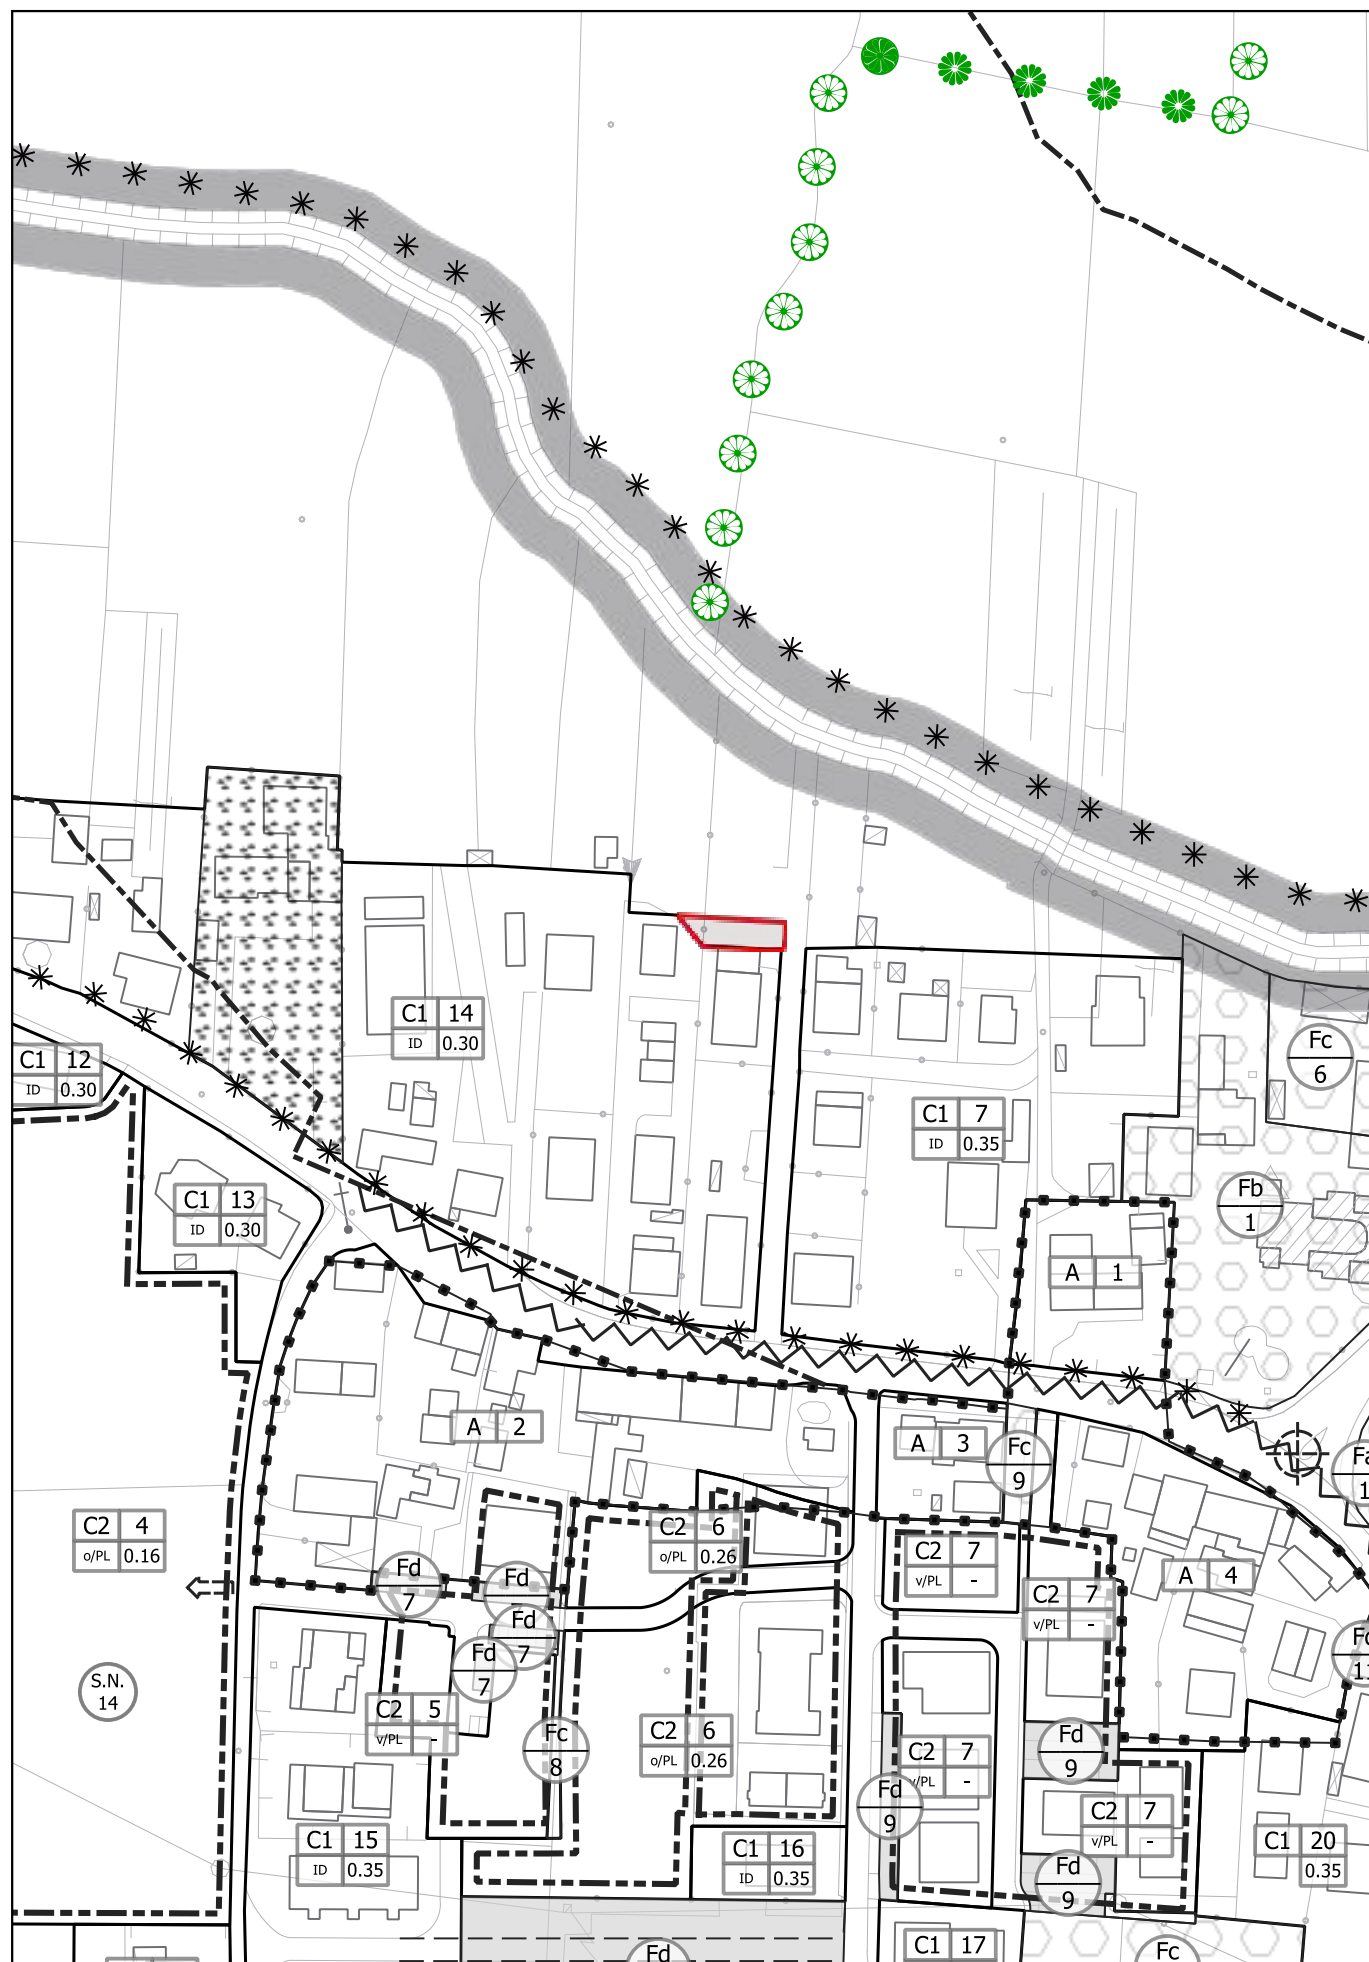 C1 14
ID 0.30
C1 12
ID 0.30
Fc
6
C1 7
ID 0.35
C1 13
ID 0.30
Fb
1
A 1
A 2
A 3
Fc
9
C2 4
o/PL 0.16
C2 6
o/PL 0.26
C2 7
v/PL -
Fd
7
Fd
C2 7
v/PL -
A 4
Fd
7
Fd
7
S.N.
14
C2 5
v/PL -
Fc
8
C2 6
o/PL 0.26
C2 7
v/PL -
Fd
9
Fd
9
C2 7
v/PL -
C1 15
ID 0.35
C1 16
ID 0.35
C1 20
0.35
Fd
9
C1 17
Fd
Fc